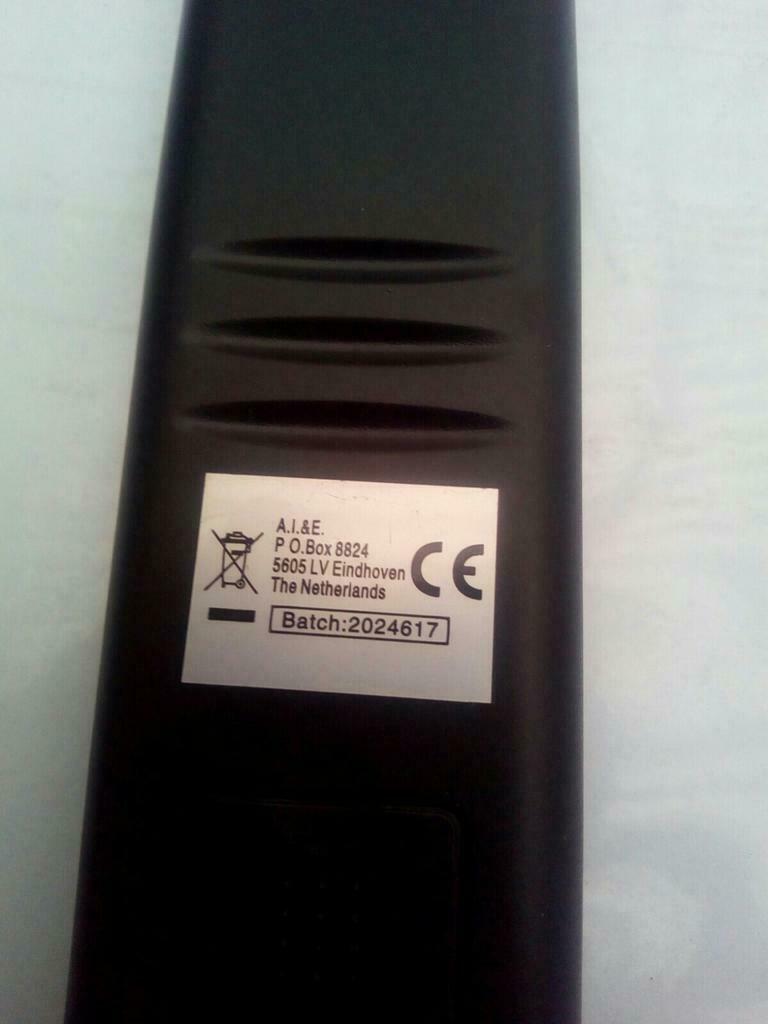 A.I.&E.
P O.Box 8824
5605 LV Eindhoven
The Netherlands
CE
Batch:2024617